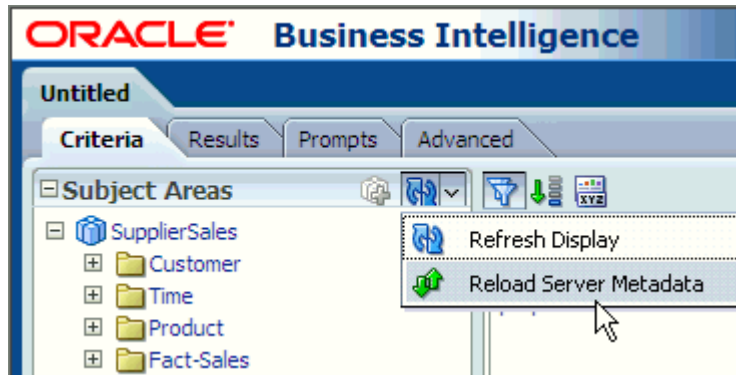 ORACLE Business Intelligence
Untitled
Criteria Results Prompts Advanced
Subject Areas
XYZ
SupplierSales
Refresh Display
Customer
Reload Server Metadata
Time
Product
Fact-Sales